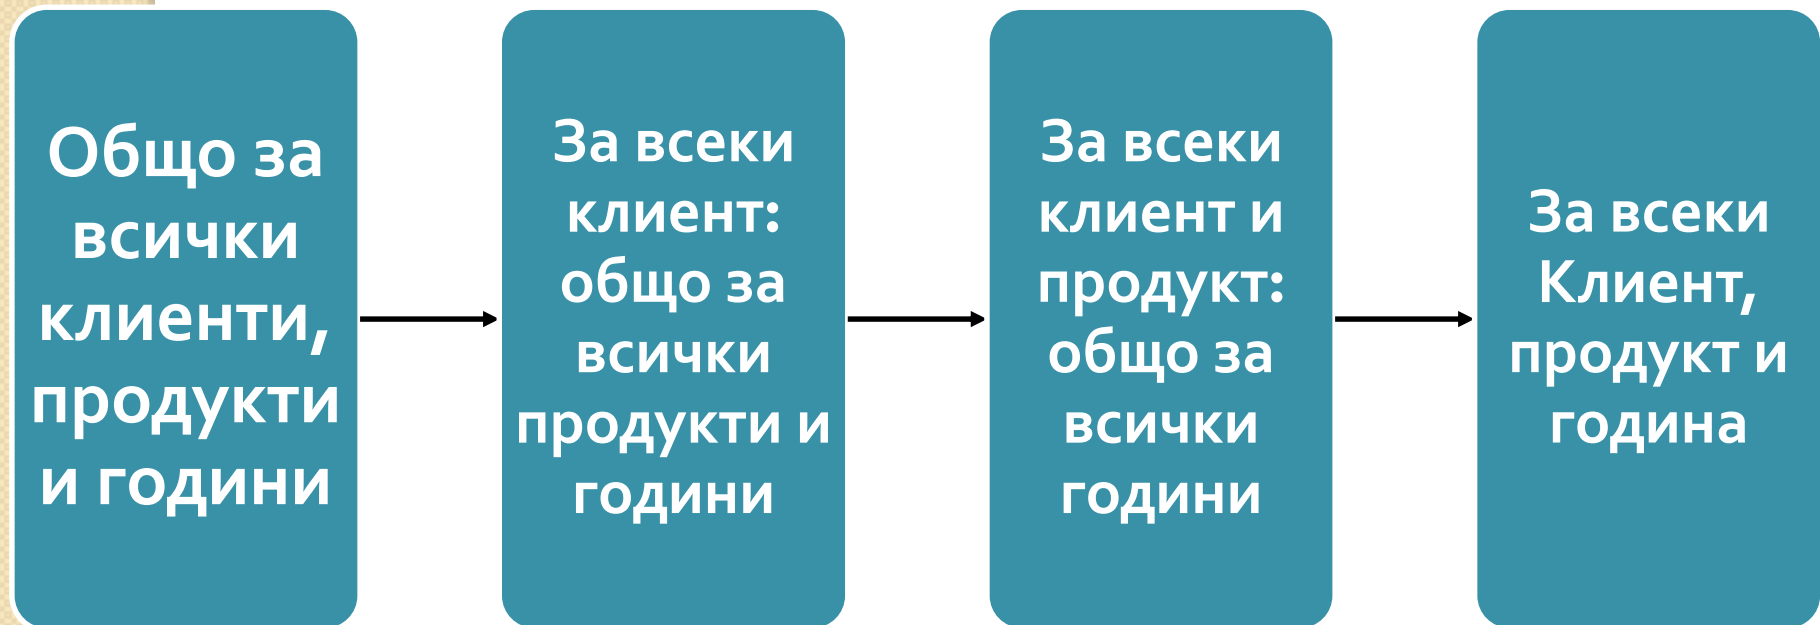 Общо за
всички
клиенти,
продукти
и години
За всеки
клиент:
общо за
всички
продукти и
години
За всеки
клиент и
продукт:
общо за
всички
години
За всеки
Клиент,
продукт и
година